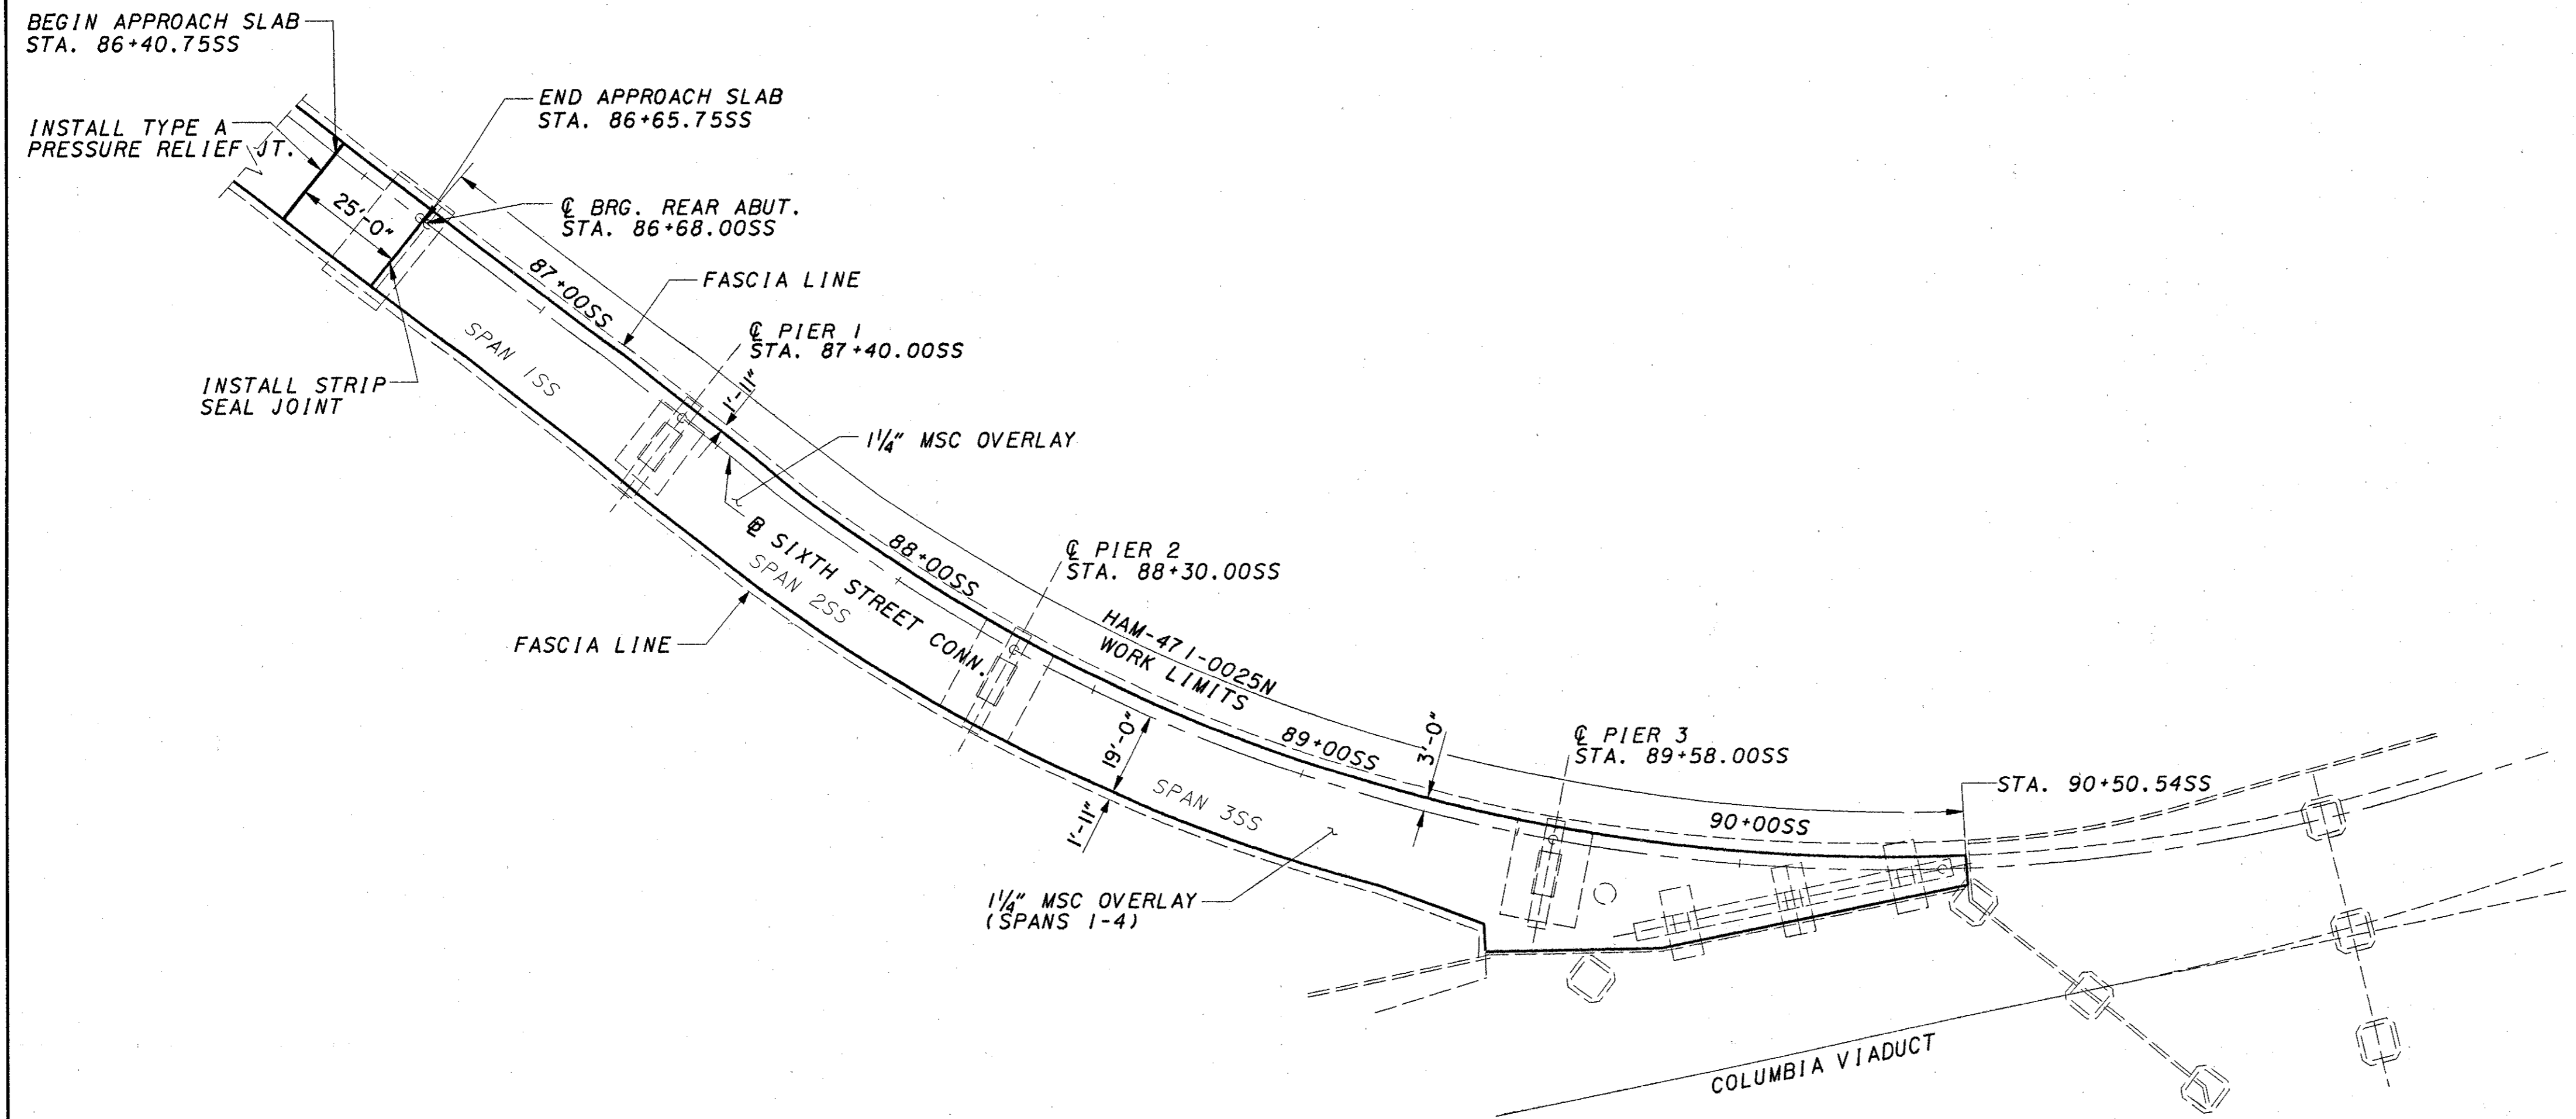 BEGIN APPROACH SLAB
STA. 86+40.75SS
END APPROACH SLAB
STA. 86+65.75SS
INSTALL TYPE A
PRESSURE RELIEF JT.
25'-0"
℄ BRG. REAR ABUT.
STA. 86+68.00SS
87+00SS
FASCIA LINE
SPAN 1SS
℄ PIER 1
STA. 87+40.00SS
INSTALL STRIP
SEAL JOINT
1'-11"
1¼" MSC OVERLAY
℄ PIER 2
STA. 88+30.00SS
88+00SS
SIXTH STREET CONN.
SPAN 2SS
FASCIA LINE
HAM-471-0025N
WORK LIMITS
19'-0"
1'-11"
89+00SS
3'-0"
SPAN 3SS
℄ PIER 3
STA. 89+58.00SS
STA. 90+50.54SS
90+00SS
1¼" MSC OVERLAY
(SPANS 1-4)
COLUMBIA VIADUCT